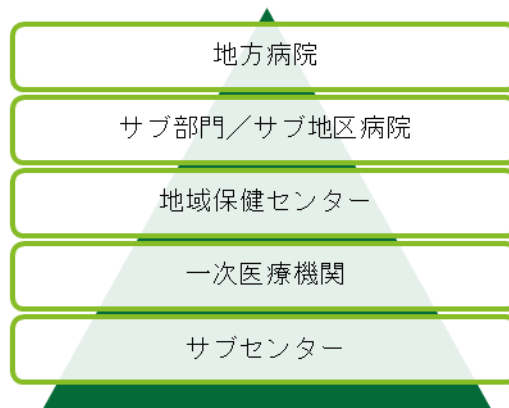 地方病院
サブ部門／サブ地区病院
地域保健センター
一次医療機関
サブセンター